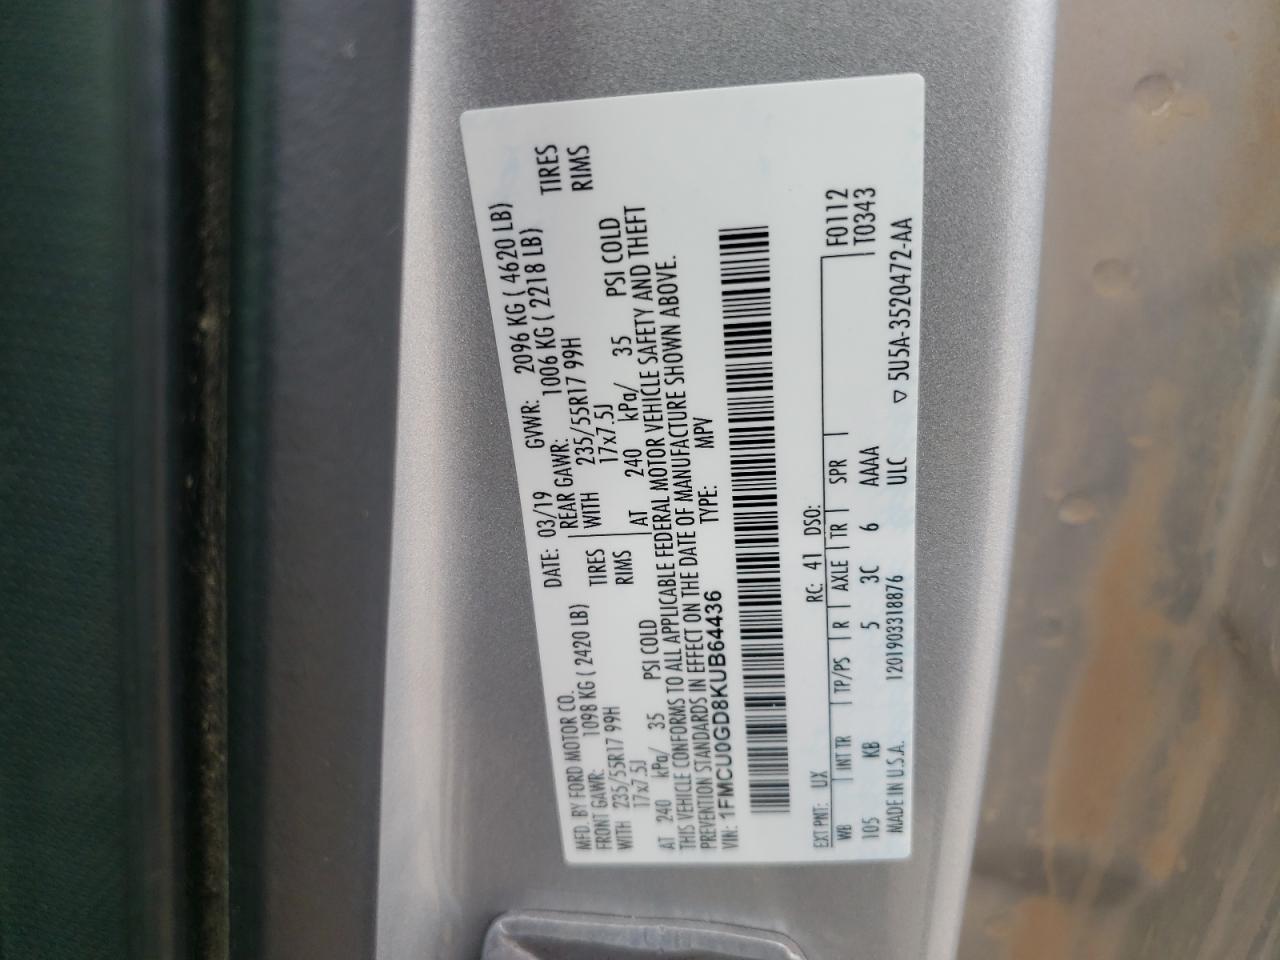 MFD. BY FORD MOTOR CO.
DATE: 03/19 GVWR: 2096 KG ( 4620 LB)
FRONT GAWR: 1098 KG ( 2420 LB) REAR GAWR: 1006 KG ( 2218 LB)
WITH 235/55R17 99H TIRES WITH 235/55R17 99H TIRES
17x7.5J RIMS 17x7.5J RIMS
AT 240 kPa/ 35 PSI COLD AT 240 kPa/ 35 PSI COLD
THIS VEHICLE CONFORMS TO ALL APPLICABLE FEDERAL MOTOR VEHICLE SAFETY AND THEFT
PREVENTION STANDARDS IN EFFECT ON THE DATE OF MANUFACTURE SHOWN ABOVE.
VIN: 1FMCU0GD8KUB64436 TYPE: MPV
EXT PNT: UX RC: 41 DSO: F0112
WB INT TR TP/PS R AXLE TR SPR T0343
105 KB 5 3C 6 AAAA
MADE IN U.S.A. 1201903318876 ULC ▽ 5U5A-3520472-AA